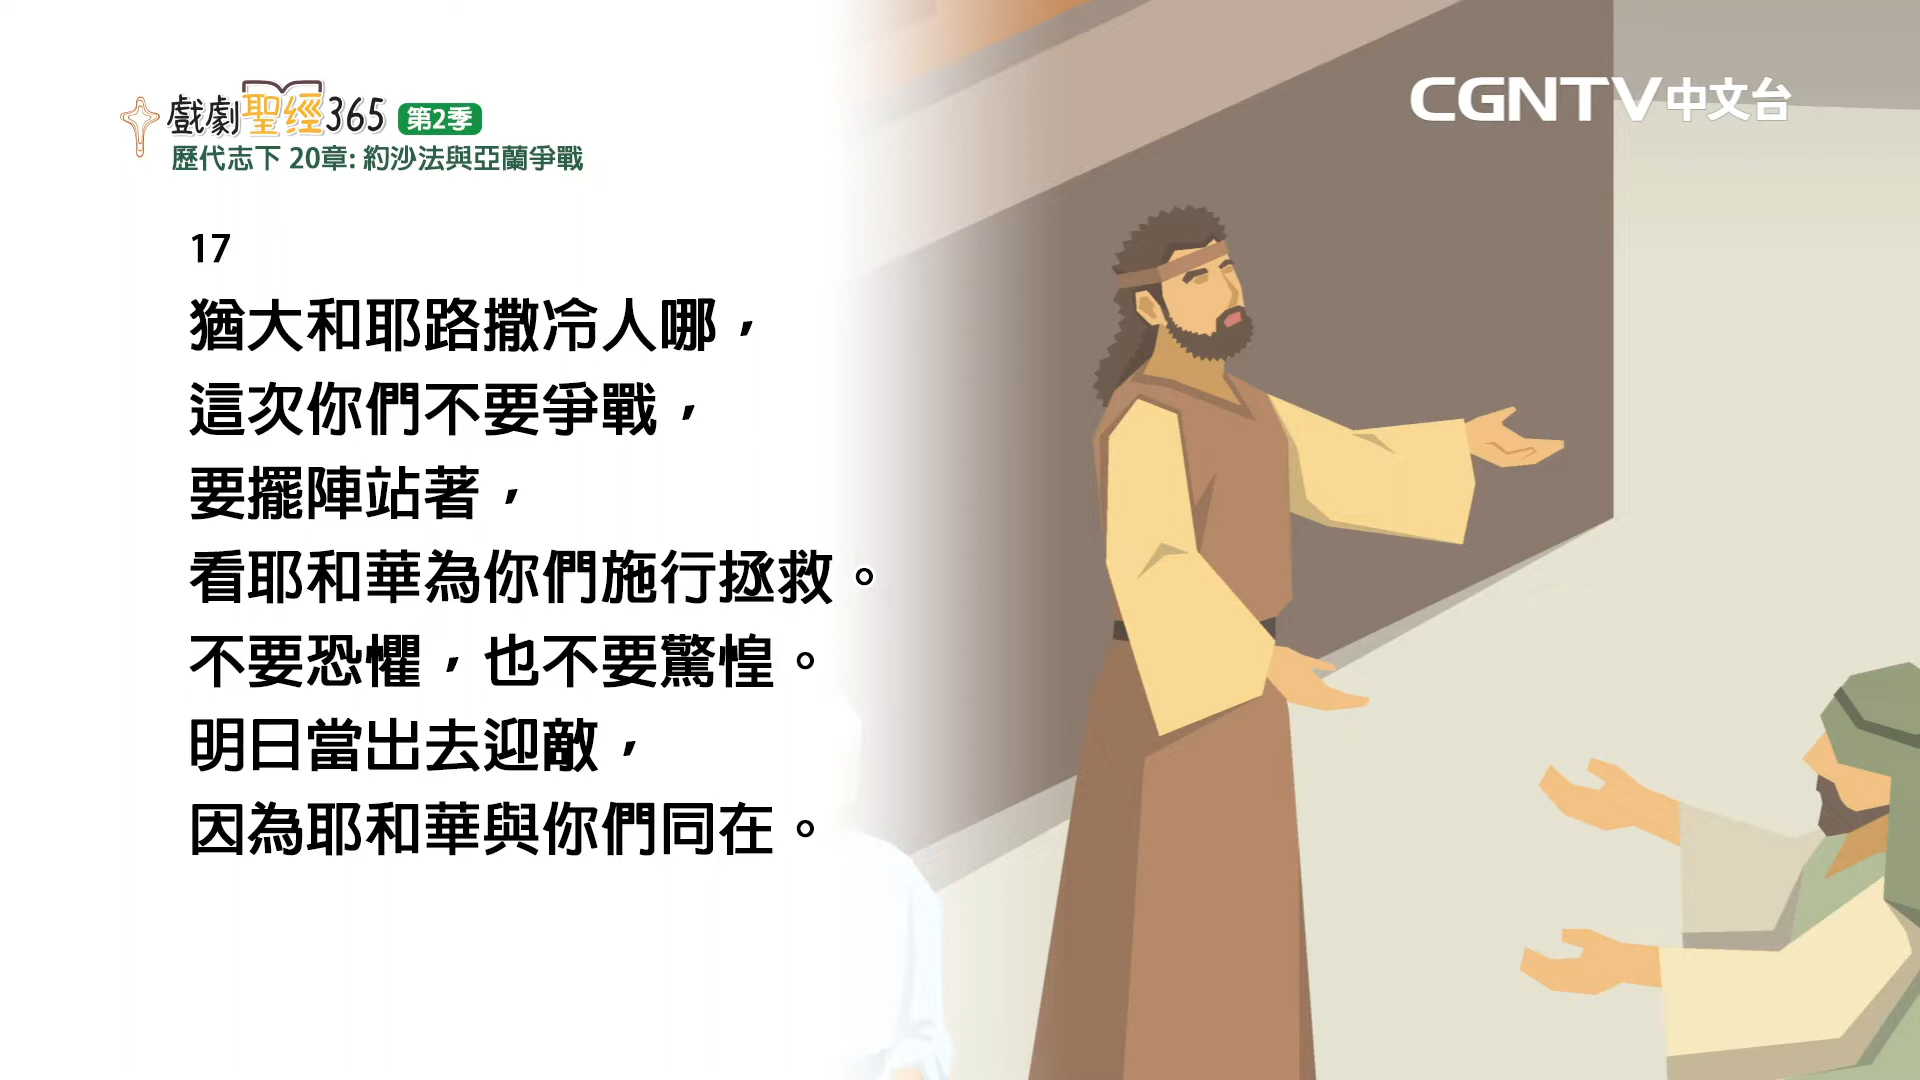 戲劇聖經365 第2季
CGNTV中文台
歷代志下 20章: 約沙法與亞蘭爭戰
17
猶大和耶路撒冷人哪，
這次你們不要爭戰，
要擺陣站著，
看耶和華為你們施行拯救。
不要恐懼，也不要驚惶。
明日當出去迎敵，
因為耶和華與你們同在。